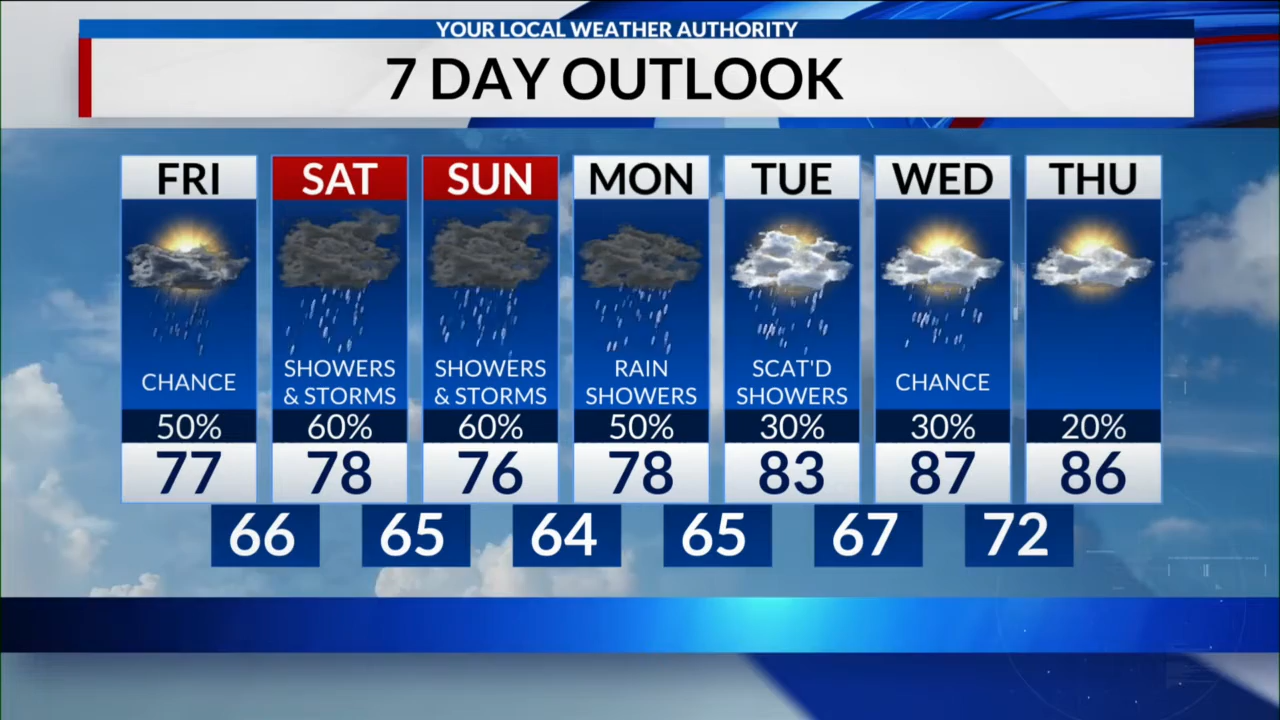 YOUR LOCAL WEATHER AUTHORITY
7 DAY OUTLOOK
FRI SAT SUN MON TUE WED THU
CHANCE
SHOWERS
& STORMS
SHOWERS
& STORMS
RAIN
SHOWERS
SCAT'D
SHOWERS
CHANCE
50% 60% 60% 50% 30% 30% 20%
77 78 76 78 83 87 86
66 65 64 65 67 72